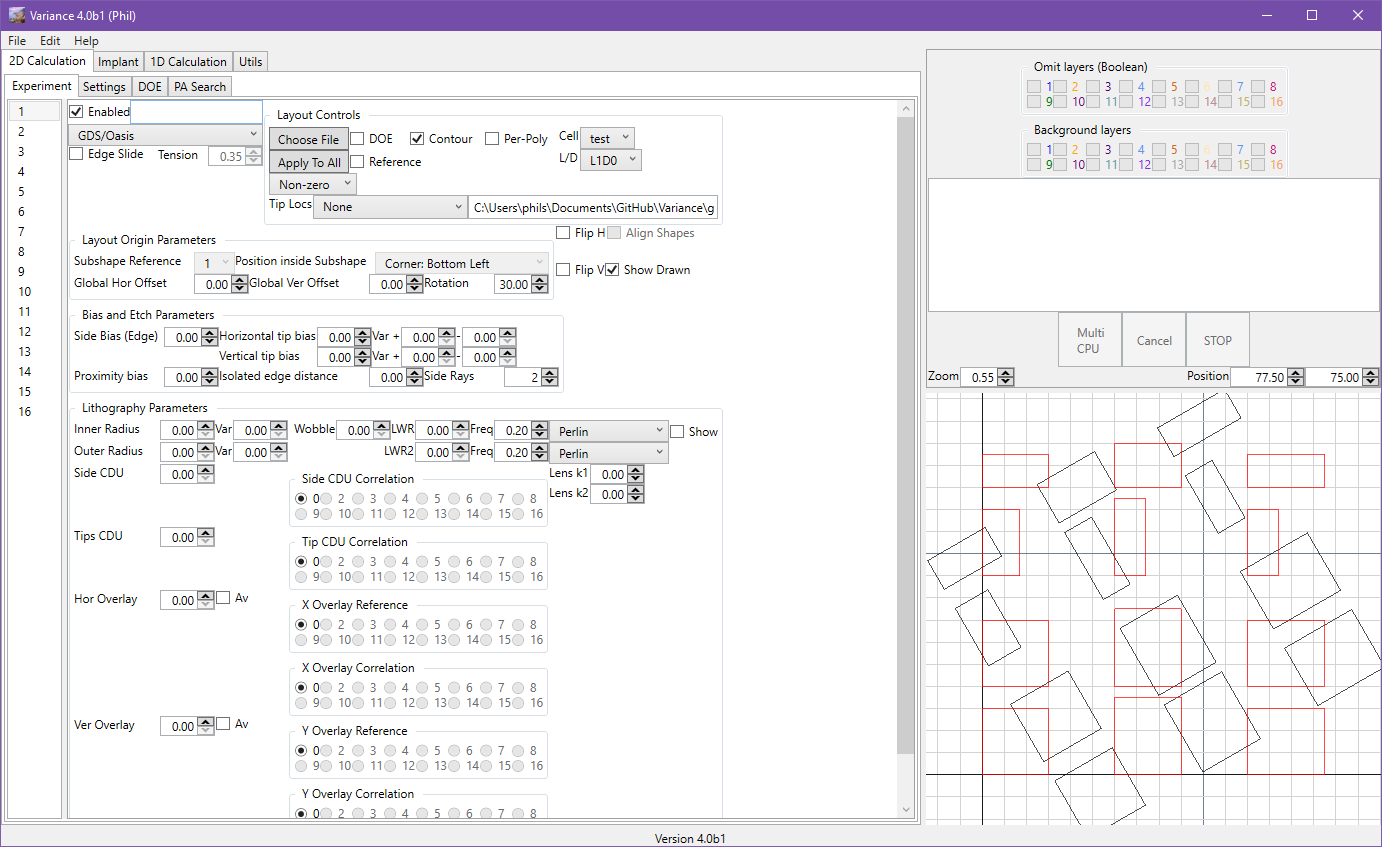 Variance 4.0b1 (Phil)
File Edit Help
2D Calculation Implant 1D Calculation Utils
Experiment Settings DOE PA Search
1
2
3
4
5
6
7
8
9
10
11
12
13
14
15
16
Enabled
GDS/Oasis
Edge Slide Tension 0.35
Layout Controls
Choose File DOE Contour Per-Poly Cell test
Apply To All Reference L/D L1D0
Non-zero
Tip Locs None C:\Users\phils\Documents\GitHub\Variance\g
Flip H Align Shapes
Flip V Show Drawn
Layout Origin Parameters
Subshape Reference 1 Position inside Subshape Corner: Bottom Left
Global Hor Offset 0.00 Global Ver Offset 0.00 Rotation 30.00
Bias and Etch Parameters
Side Bias (Edge) 0.00 Horizontal tip bias 0.00 Var + 0.00 - 0.00
Vertical tip bias 0.00 Var + 0.00 - 0.00
Proximity bias 0.00 Isolated edge distance 0.00 Side Rays 2
Lithography Parameters
Inner Radius 0.00 Var 0.00 Wobble 0.00 LWR 0.00 Freq 0.20 Perlin Show
Outer Radius 0.00 Var 0.00 LWR2 0.00 Freq 0.20 Perlin
Side CDU 0.00 Lens k1 0.00
Lens k2 0.00
Side CDU Correlation
0 2 3 4 5 6 7 8
9 10 11 12 13 14 15 16
Tips CDU 0.00
Tip CDU Correlation
0 2 3 4 5 6 7 8
9 10 11 12 13 14 15 16
Hor Overlay 0.00 Av
X Overlay Reference
0 2 3 4 5 6 7 8
9 10 11 12 13 14 15 16
X Overlay Correlation
0 2 3 4 5 6 7 8
9 10 11 12 13 14 15 16
Ver Overlay 0.00 Av
Y Overlay Reference
0 2 3 4 5 6 7 8
9 10 11 12 13 14 15 16
Y Overlay Correlation
0 2 3 4 5 6 7 8
Omit layers (Boolean)
1 2 3 4 5 6 7 8
9 10 11 12 13 14 15 16
Background layers
1 2 3 4 5 6 7 8
9 10 11 12 13 14 15 16
Multi
CPU
Cancel
STOP
Zoom 0.55 Position 77.50 75.00
Version 4.0b1